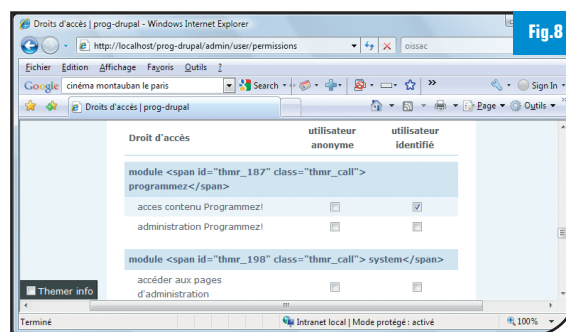 Droits d'accès | prog-drupal - Windows Internet Explorer
Fig.8
http://localhost/prog-drupal/admin/user/permissions
oissac
Fichier Edition Affichage Favoris Outils ?
Google cinéma montauban le paris Search Sign In
Droits d'accès | prog-drupal Page Outils
Droit d'accès utilisateur anonyme utilisateur identifié
module <span id="thmr_187" class="thmr_call">
programmez</span>
acces contenu Programmez!
administration Programmez!
module <span id="thmr_198" class="thmr_call"> system</span>
accéder aux pages
d'administration
Themer info
Terminé Intranet local | Mode protégé : activé 100%